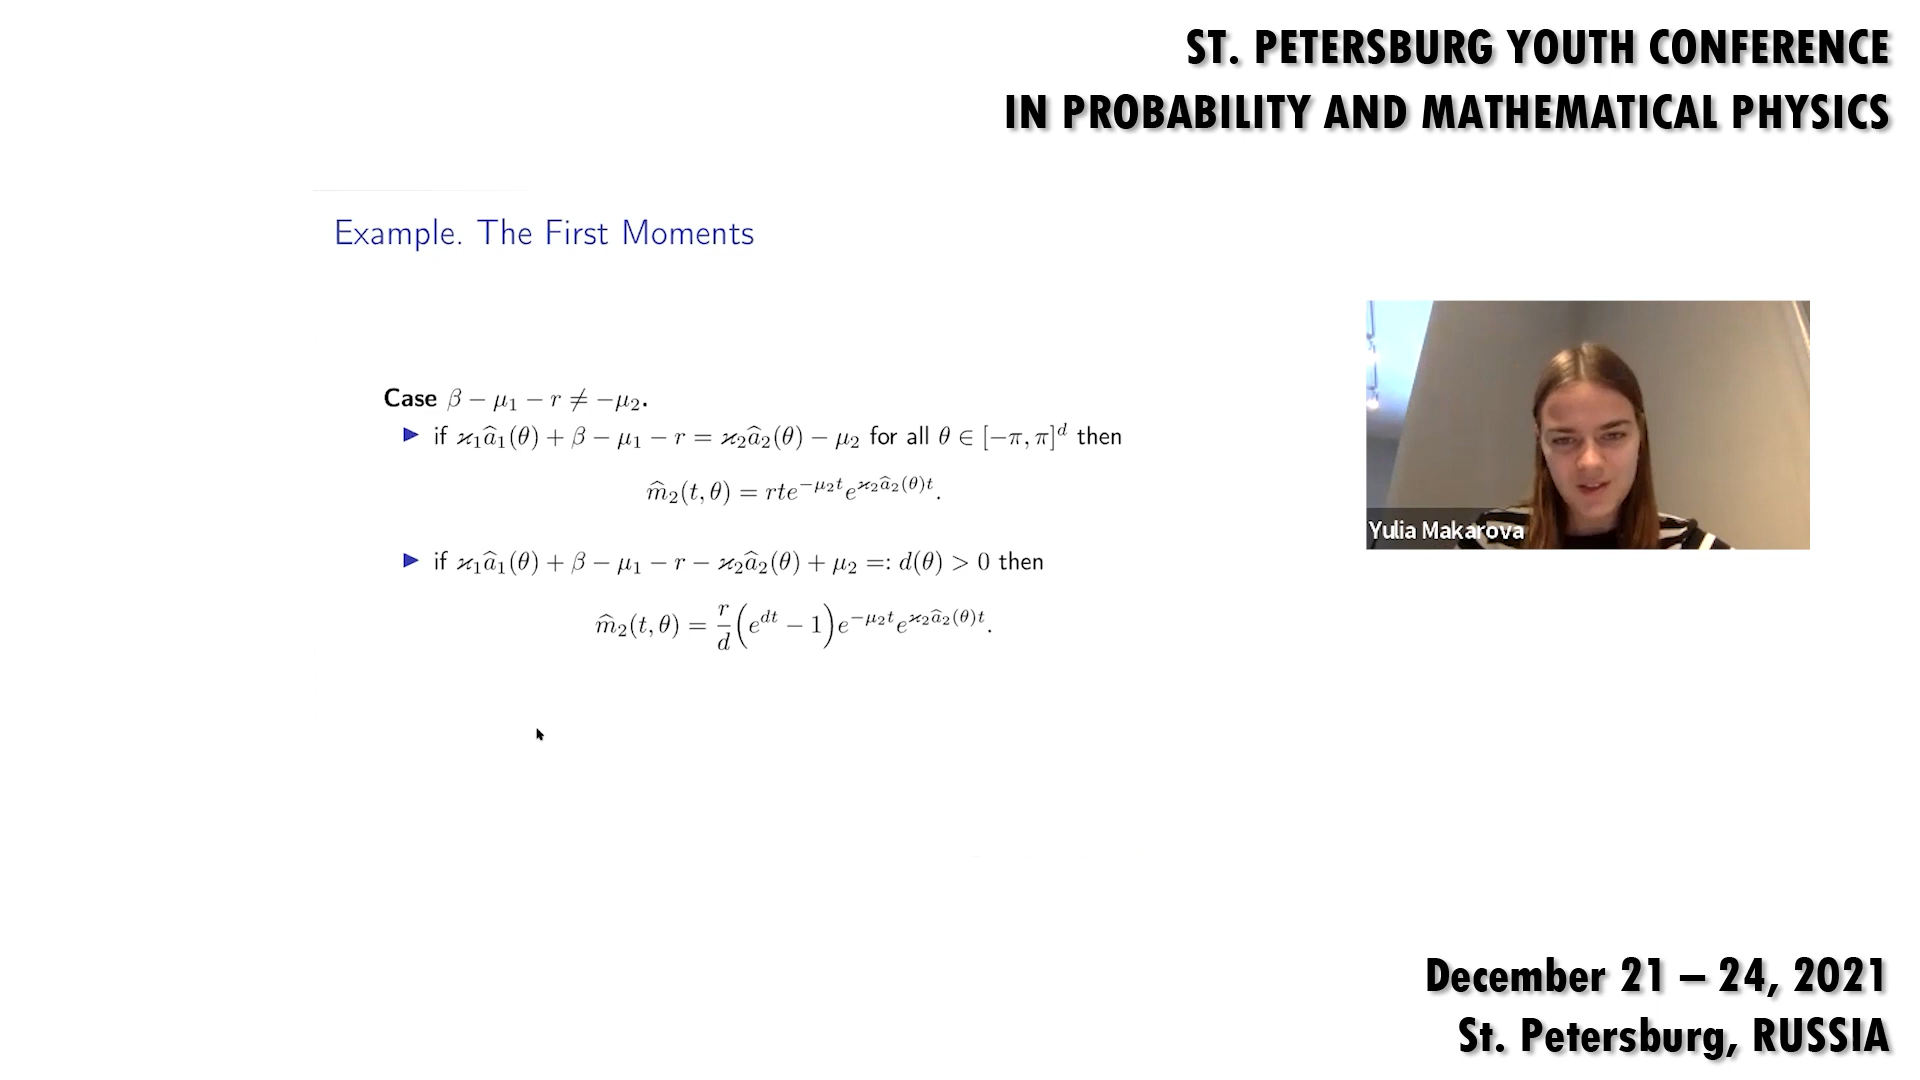 ST. PETERSBURG YOUTH CONFERENCE
IN PROBABILITY AND MATHEMATICAL PHYSICS
Example. The First Moments
Case β − μ₁ − r ≠ −μ₂.
▶ if ϰ₁â₁(θ) + β − μ₁ − r = ϰ₂â₂(θ) − μ₂ for all θ ∈ [−π, π]^d then
m̂₂(t, θ) = rte^{−μ₂t}e^{ϰ₂â₂(θ)t}.
▶ if ϰ₁â₁(θ) + β − μ₁ − r − ϰ₂â₂(θ) + μ₂ =: d(θ) > 0 then
m̂₂(t, θ) = \frac{r}{d}(e^{dt} − 1)e^{−μ₂t}e^{ϰ₂â₂(θ)t}.
Yulia Makarova
December 21 – 24, 2021
St. Petersburg, RUSSIA